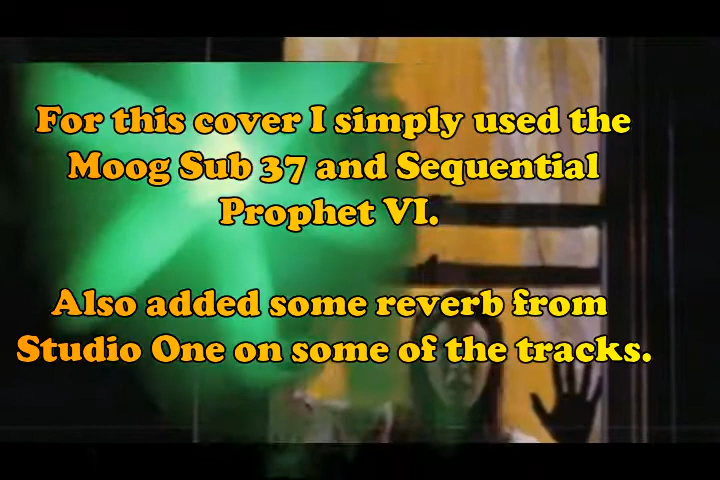 For this cover I simply used the
Moog Sub 37 and Sequential
Prophet VI.
Also added some reverb from
Studio One on some of the tracks.